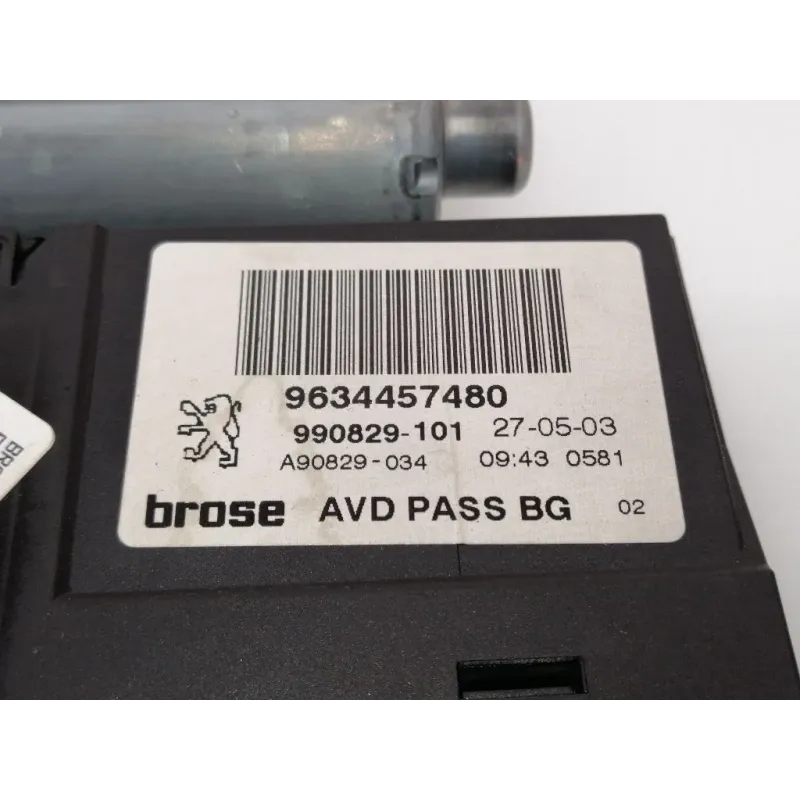 9634457480
990829-101 27-05-03
A90829-034 09:43 0581
brose AVD PASS BG 02